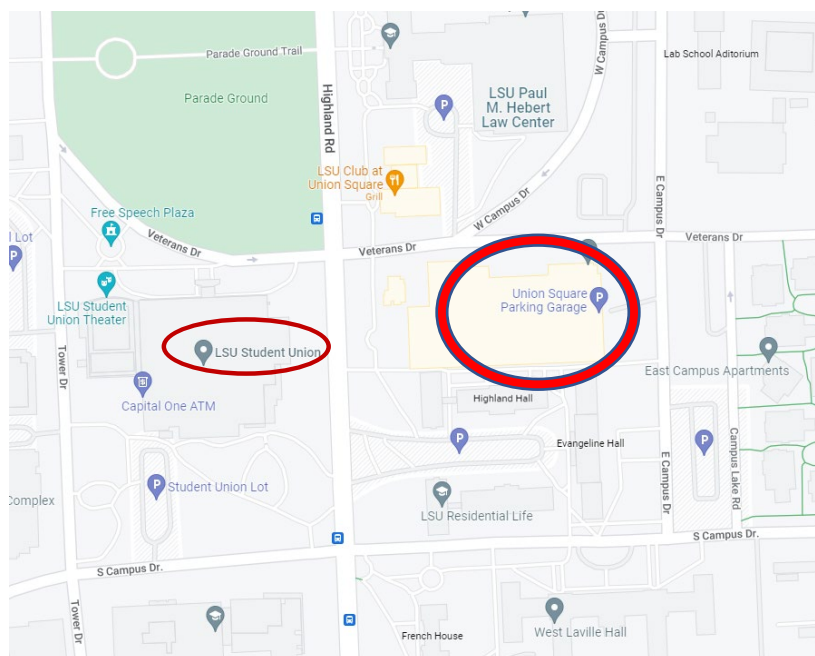 Parade Ground Trail
Parade Ground
Highland Rd
W Campus Dr
Lab School Aditorium
LSU Paul
M. Hebert
Law Center
P
LSU Club at
Union Square
Grill
W Campus Dr
E Campus Dr
Free Speech Plaza
Veterans Dr
Veterans Dr
Veterans Dr
l Lot
P
LSU Student
Union Theater
Union Square
Parking Garage
P
Tower Dr
LSU Student Union
East Campus Apartments
Capital One ATM
Highland Hall
P
Evangeline Hall
P
Campus Lake Rd
E Campus Dr
P
Student Union Lot
Complex
LSU Residential Life
S Campus Dr.
S Campus Dr.
Tower Dr
French House
West Laville Hall